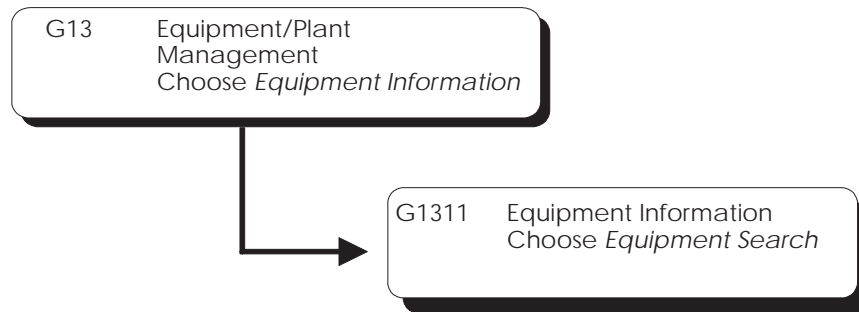 G13 Equipment/Plant
Management
Choose Equipment Information
G1311 Equipment Information
Choose Equipment Search